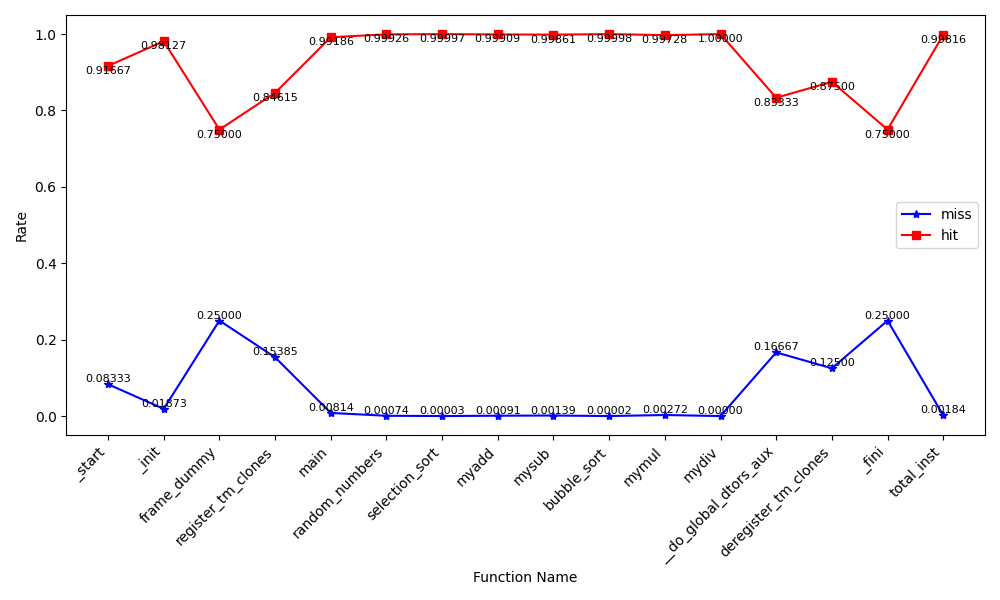 1.0
0.8
0.6
0.4
0.2
0.0
Rate
0.91667
0.98127
0.75000
0.84615
0.99186
0.99926
0.99997
0.99909
0.99861
0.99998
0.99728
1.00000
0.83333
0.87500
0.75000
0.99816
miss
hit
0.08333
0.01873
0.25000
0.15385
0.00814
0.00074
0.00003
0.00091
0.00139
0.00002
0.00272
0.00000
0.16667
0.12500
0.25000
0.00184
_start
_init
frame_dummy
register_tm_clones
main
random_numbers
selection_sort
myadd
mysub
bubble_sort
mymul
mydiv
__do_global_dtors_aux
deregister_tm_clones
_fini
total_inst
Function Name